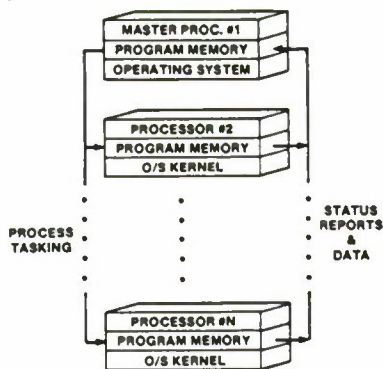 MASTER PROC. #1
PROGRAM MEMORY
OPERATING SYSTEM
PROCESSOR #2
PROGRAM MEMORY
O/S KERNEL
PROCESS
TASKING
STATUS
REPORTS
&
DATA
PROCESSOR #N
PROGRAM MEMORY
O/S KERNEL